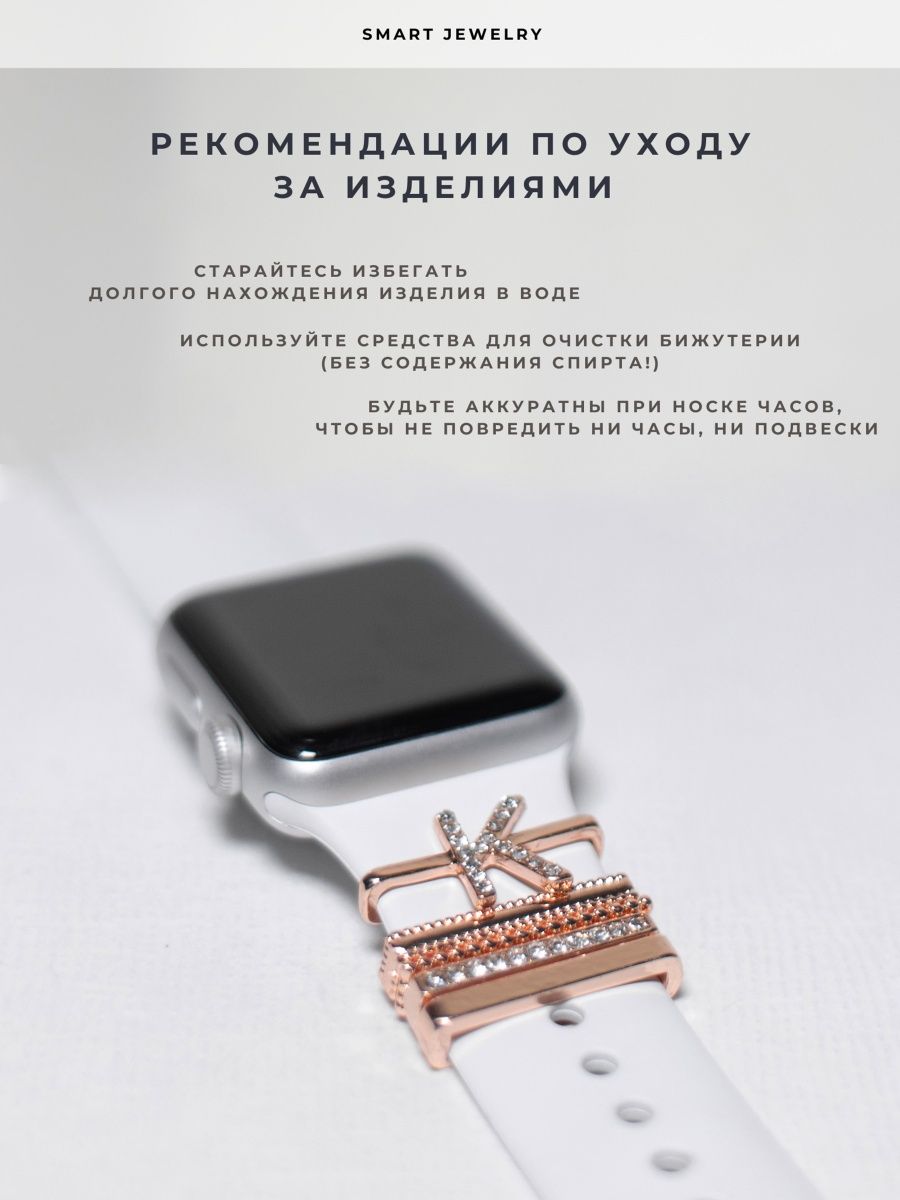 SMART JEWELRY
РЕКОМЕНДАЦИИ ПО УХОДУ
ЗА ИЗДЕЛИЯМИ
СТАРАЙТЕСЬ ИЗБЕГАТЬ
ДОЛГОГО НАХОЖДЕНИЯ ИЗДЕЛИЯ В ВОДЕ
ИСПОЛЬЗУЙТЕ СРЕДСТВА ДЛЯ ОЧИСТКИ БИЖУТЕРИИ
(БЕЗ СОДЕРЖАНИЯ СПИРТА!)
БУДЬТЕ АККУРАТНЫ ПРИ НОСКЕ ЧАСОВ,
ЧТОБЫ НЕ ПОВРЕДИТЬ НИ ЧАСЫ, НИ ПОДВЕСКИ
K